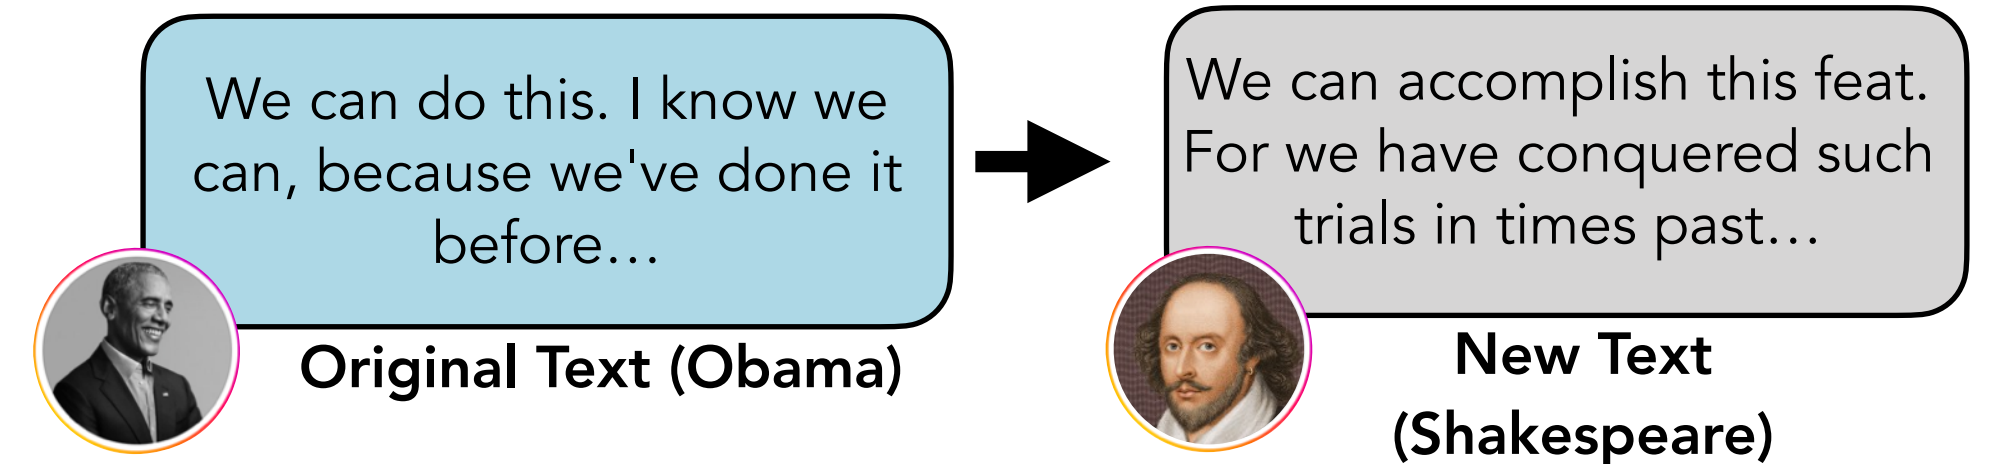 We can do this. I know we
can, because we've done it
before…
Original Text (Obama)
We can accomplish this feat.
For we have conquered such
trials in times past…
New Text
(Shakespeare)